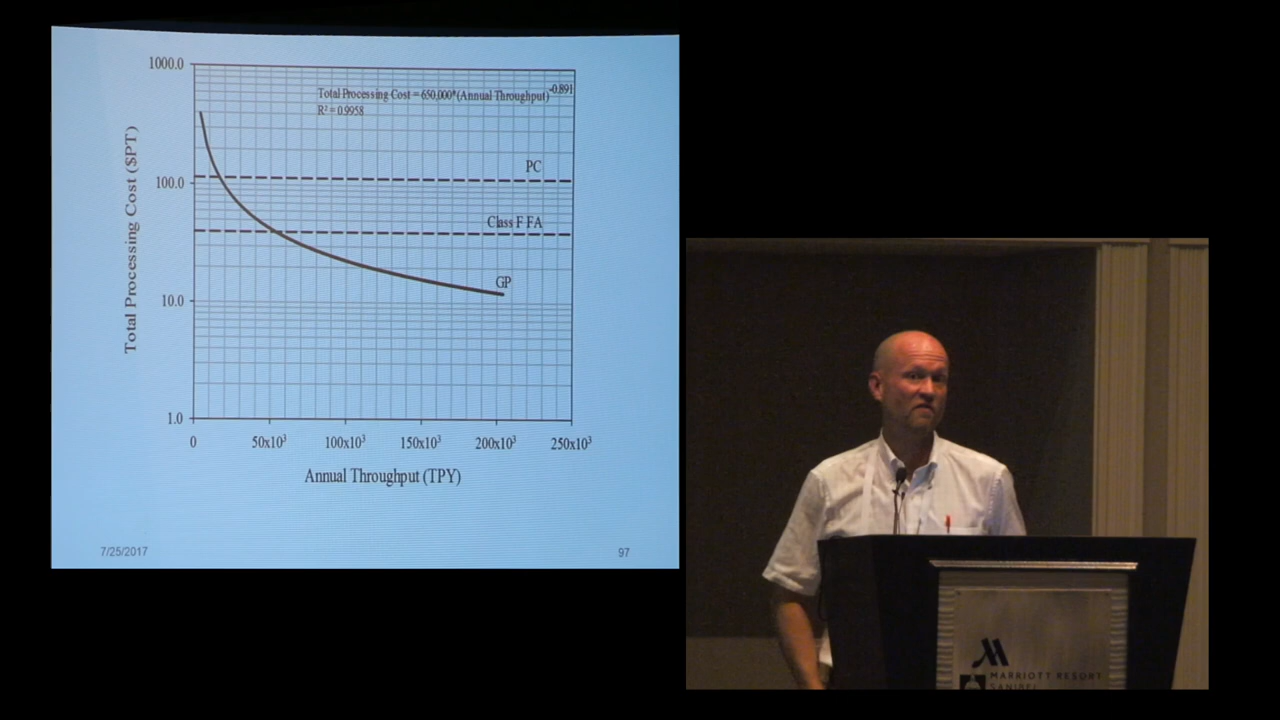 1000.0
Total Processing Cost = 650,000*(Annual Throughput)^-0.891
R² = 0.9958
PC
100.0
Class F FA
GP
10.0
1.0
0 50x10³ 100x10³ 150x10³ 200x10³ 250x10³
Total Processing Cost ($PT)
Annual Throughput (TPY)
7/25/2017 97
MARRIOTT RESORT
SANIBEL